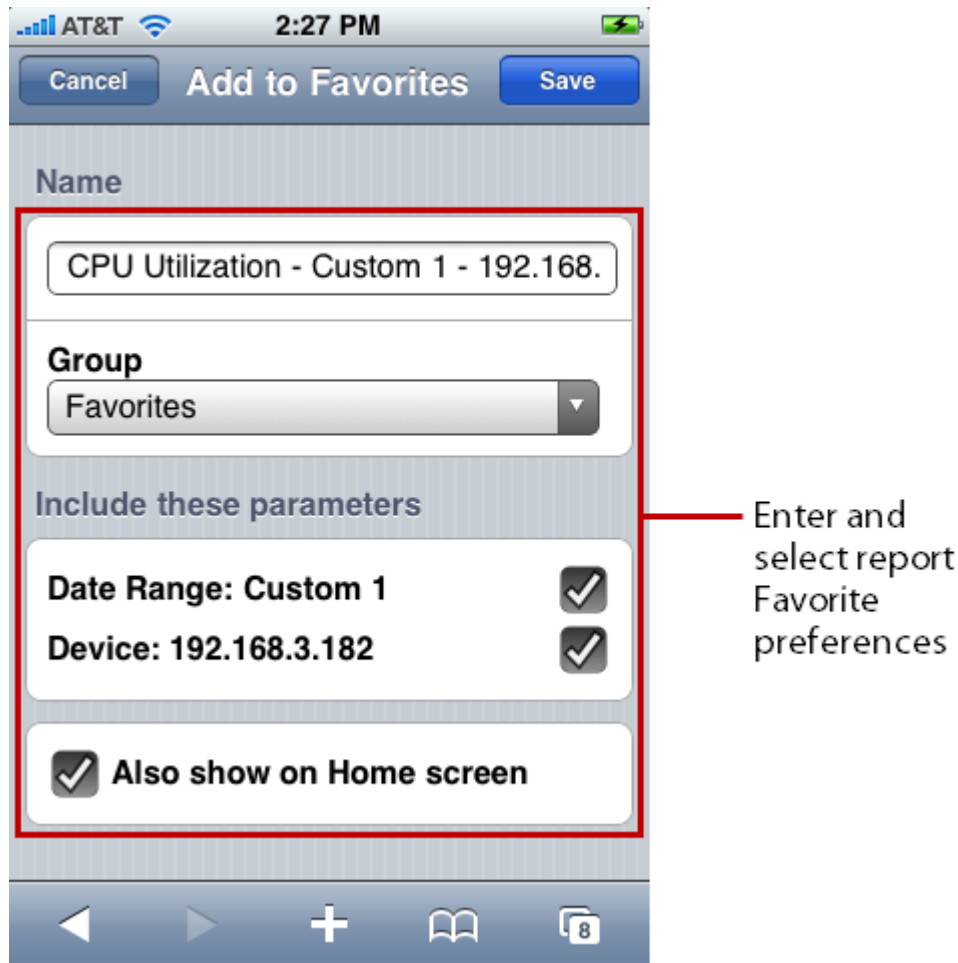 AT&T 2:27 PM
Cancel Add to Favorites Save
Name
CPU Utilization - Custom 1 - 192.168.
Group
Favorites
Include these parameters
Date Range: Custom 1
Device: 192.168.3.182
Also show on Home screen
8
Enter and
select report
Favorite
preferences